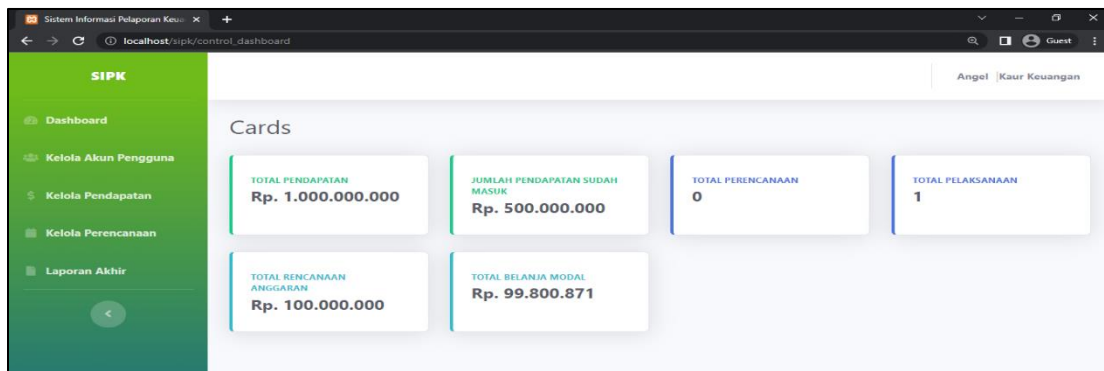 Sistem Informasi Pelaporan Keua
localhost/sipk/control_dashboard
Guest
SIPK
Angel |Kaur Keuangan
Dashboard
Kelola Akun Pengguna
Kelola Pendapatan
Kelola Perencanaan
Laporan Akhir
Cards
TOTAL PENDAPATAN
Rp. 1.000.000.000
JUMLAH PENDAPATAN SUDAH
MASUK
Rp. 500.000.000
TOTAL PERENCANAAN
0
TOTAL PELAKSANAAN
1
TOTAL RENCANAAN
ANGGARAN
Rp. 100.000.000
TOTAL BELANJA MODAL
Rp. 99.800.871